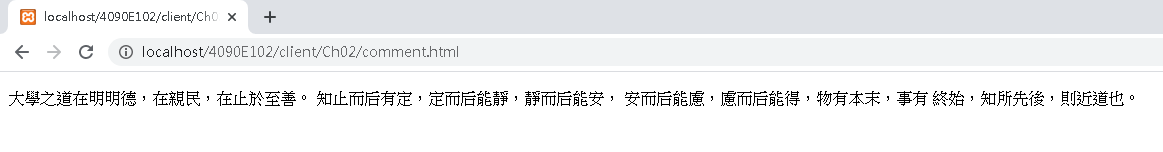 localhost/4090E102/client/Ch0
localhost/4090E102/client/Ch02/comment.html
大學之道在明明德，在親民，在止於至善。 知止而后有定，定而后能靜，靜而后能安， 安而后能慮，慮而后能得，物有本末，事有 終始，知所先後，則近道也。